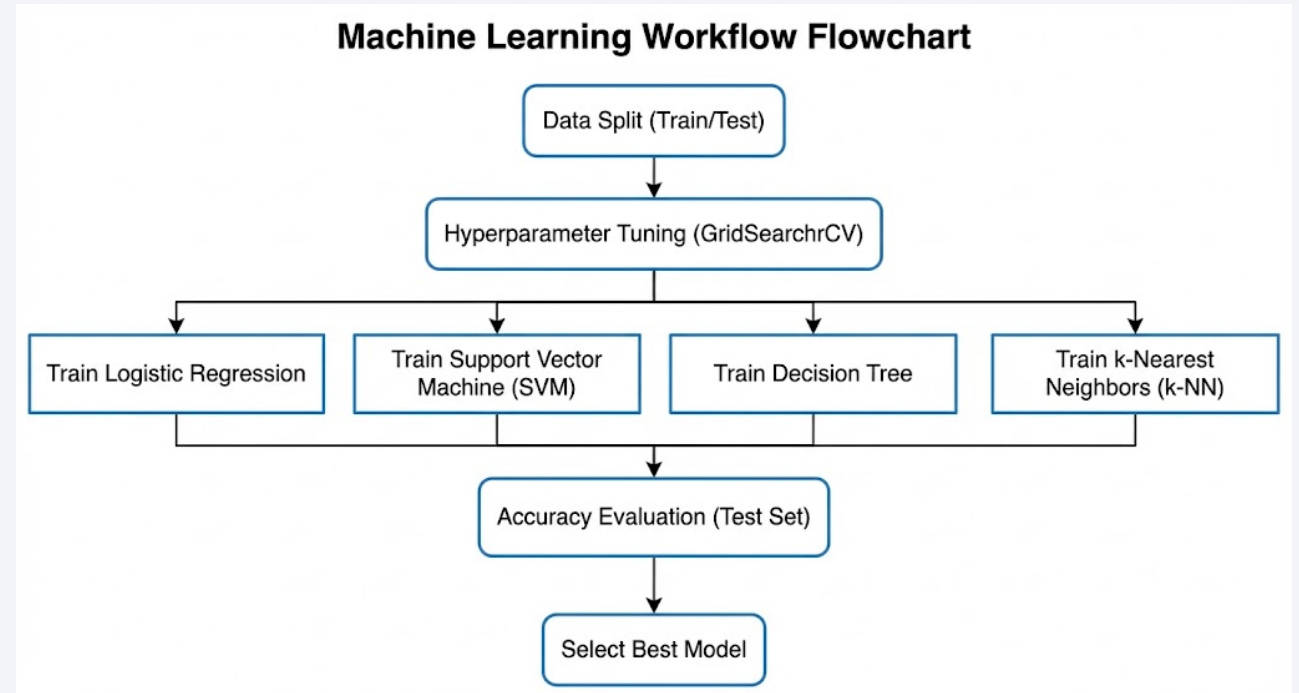 Machine Learning Workflow Flowchart
Data Split (Train/Test)
Hyperparameter Tuning (GridSearchrCV)
Train Logistic Regression
Train Support Vector
Machine (SVM)
Train Decision Tree
Train k-Nearest
Neighbors (k-NN)
Accuracy Evaluation (Test Set)
Select Best Model